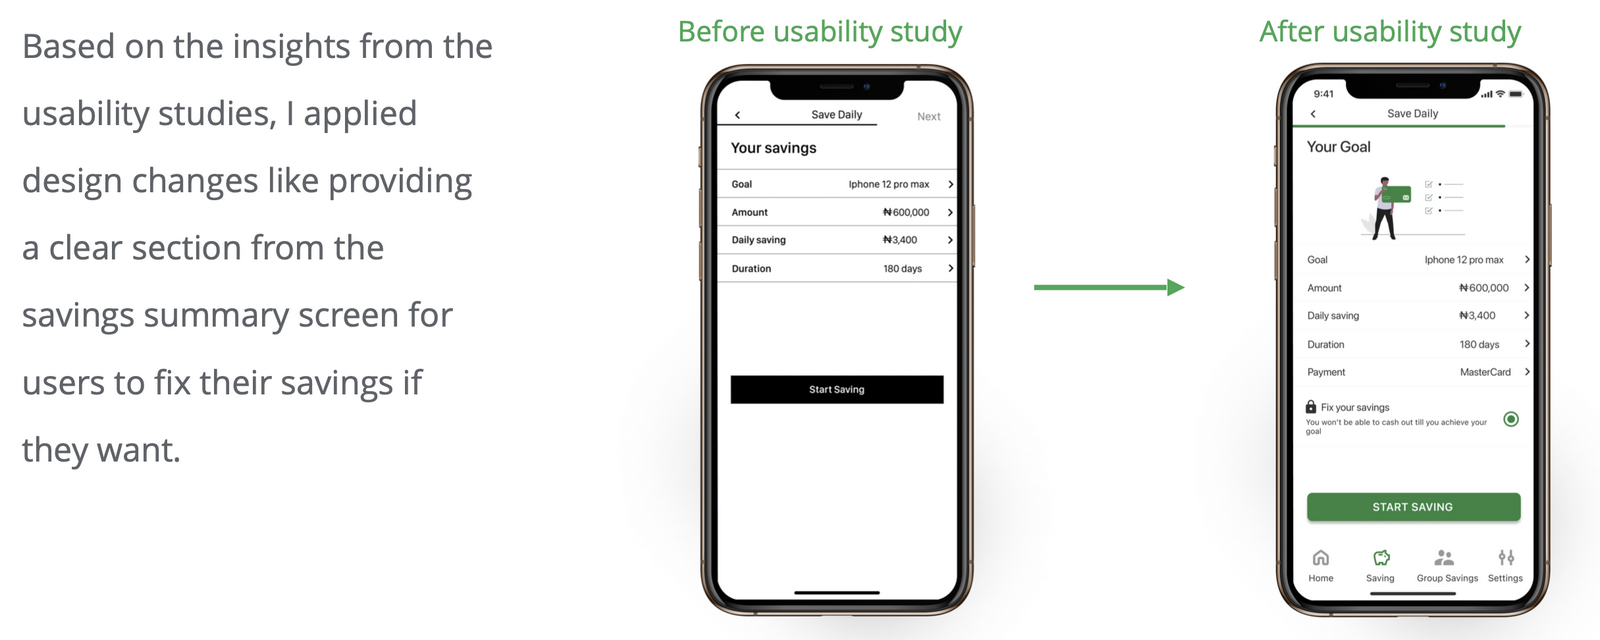 Based on the insights from the
usability studies, I applied
design changes like providing
a clear section from the
savings summary screen for
users to fix their savings if
they want.
Before usability study
Save Daily
Next
Your savings
Goal Iphone 12 pro max
Amount ₦600,000
Daily saving ₦3,400
Duration 180 days
Start Saving
After usability study
9:41
Save Daily
Your Goal
Goal Iphone 12 pro max
Amount ₦600,000
Daily saving ₦3,400
Duration 180 days
Payment MasterCard
Fix your savings
You won't be able to cash out till you achieve your
goal
START SAVING
Home Saving Group Savings Settings